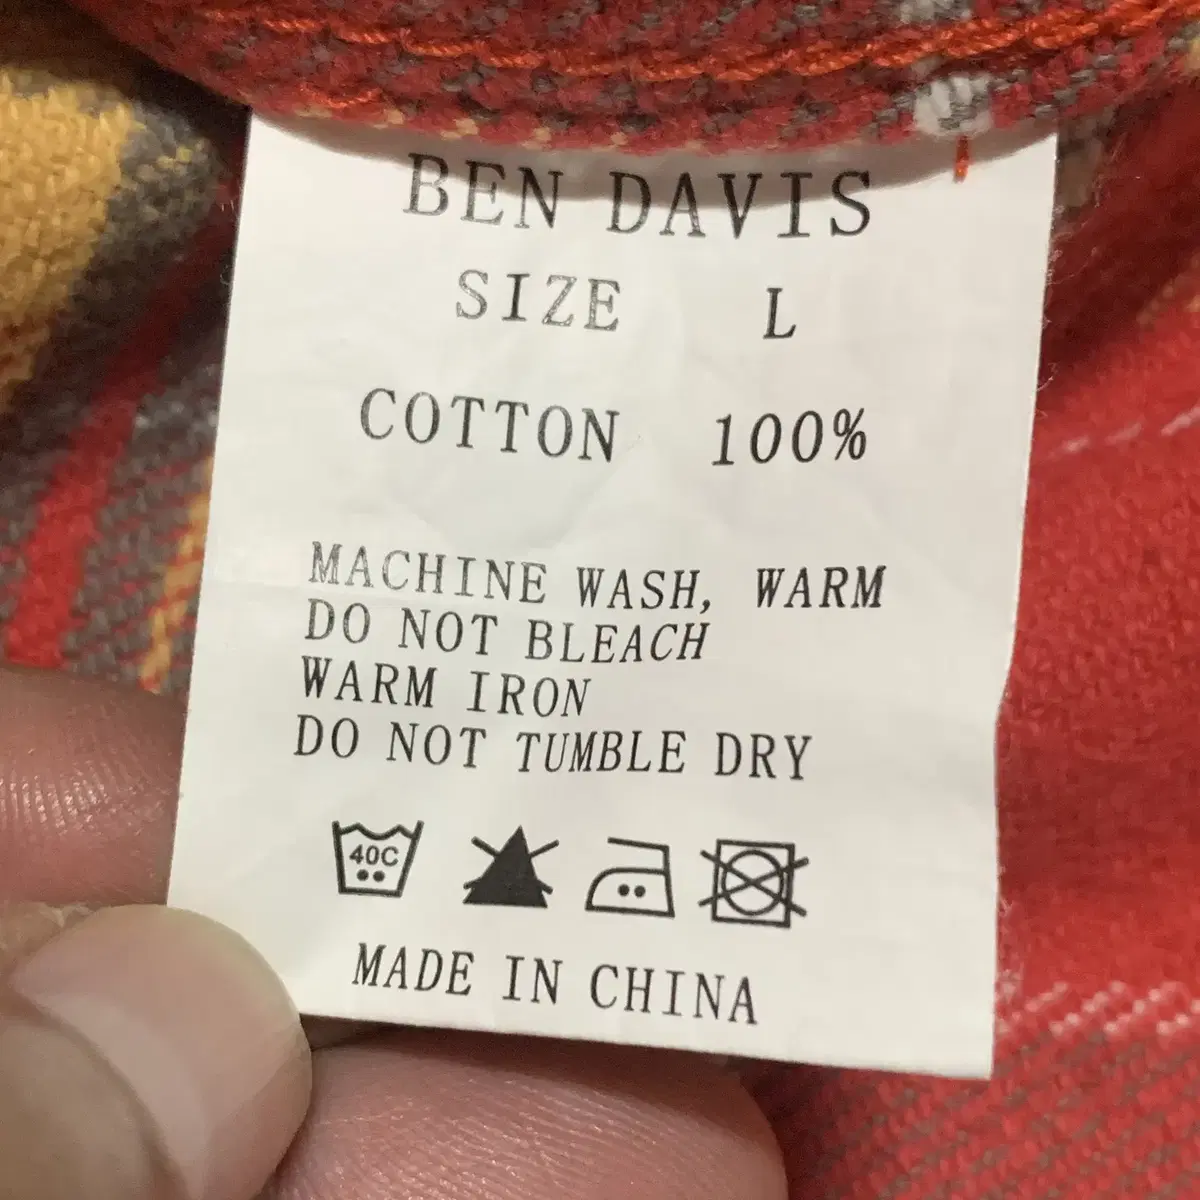 BEN DAVIS
SIZE L
COTTON 100%
MACHINE WASH, WARM
DO NOT BLEACH
WARM IRON
DO NOT TUMBLE DRY
40C
MADE IN CHINA